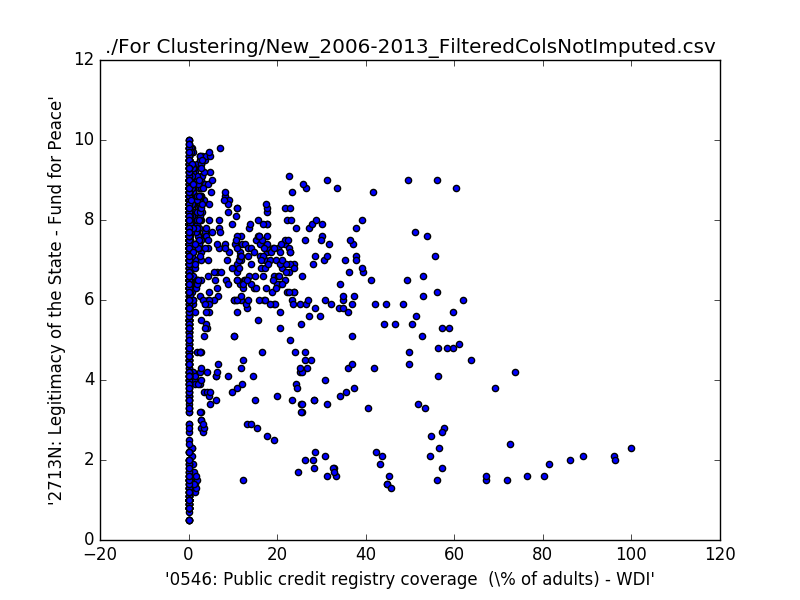 ./For Clustering/New_2006-2013_FilteredColsNotImputed.csv
12
10
8
6
4
2
0
'2713N: Legitimacy of the State - Fund for Peace'
−20 0 20 40 60 80 100 120
'0546: Public credit registry coverage  (\% of adults) - WDI'